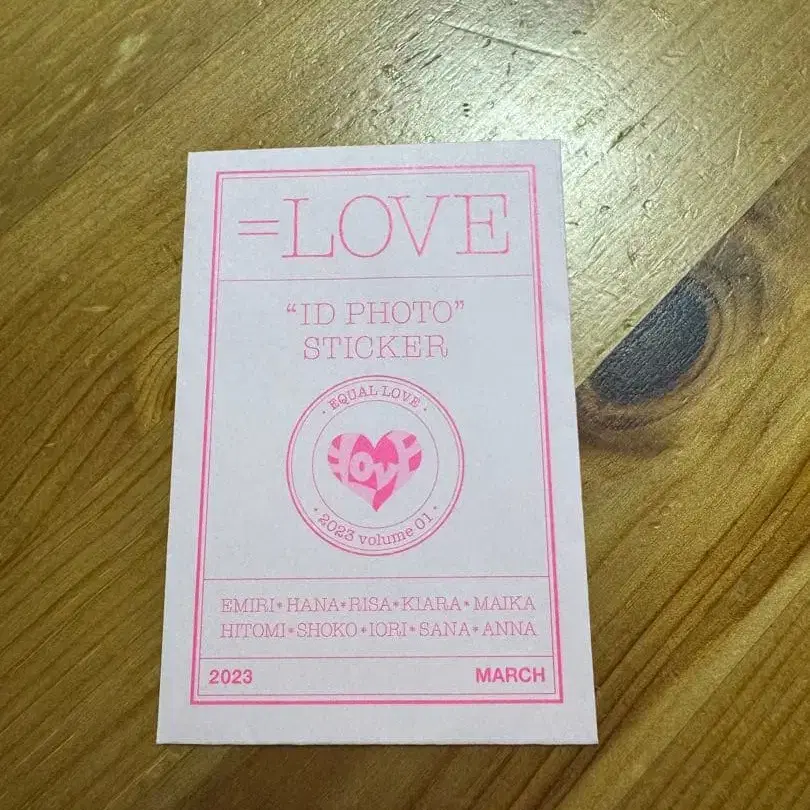 =LOVE
“ID PHOTO”
STICKER
· EQUAL LOVE ·
LOVE
2023 volume 01
EMIRI*HANA*RISA*KIARA*MAIKA
HITOMI*SHOKO*IORI*SANA*ANNA
2023
MARCH